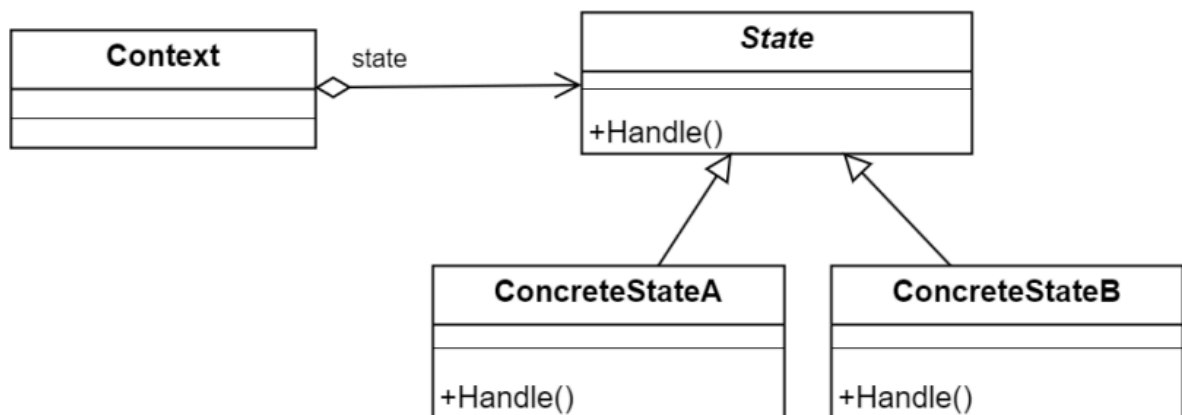 Context
state
State
+Handle()
ConcreteStateA
+Handle()
ConcreteStateB
+Handle()